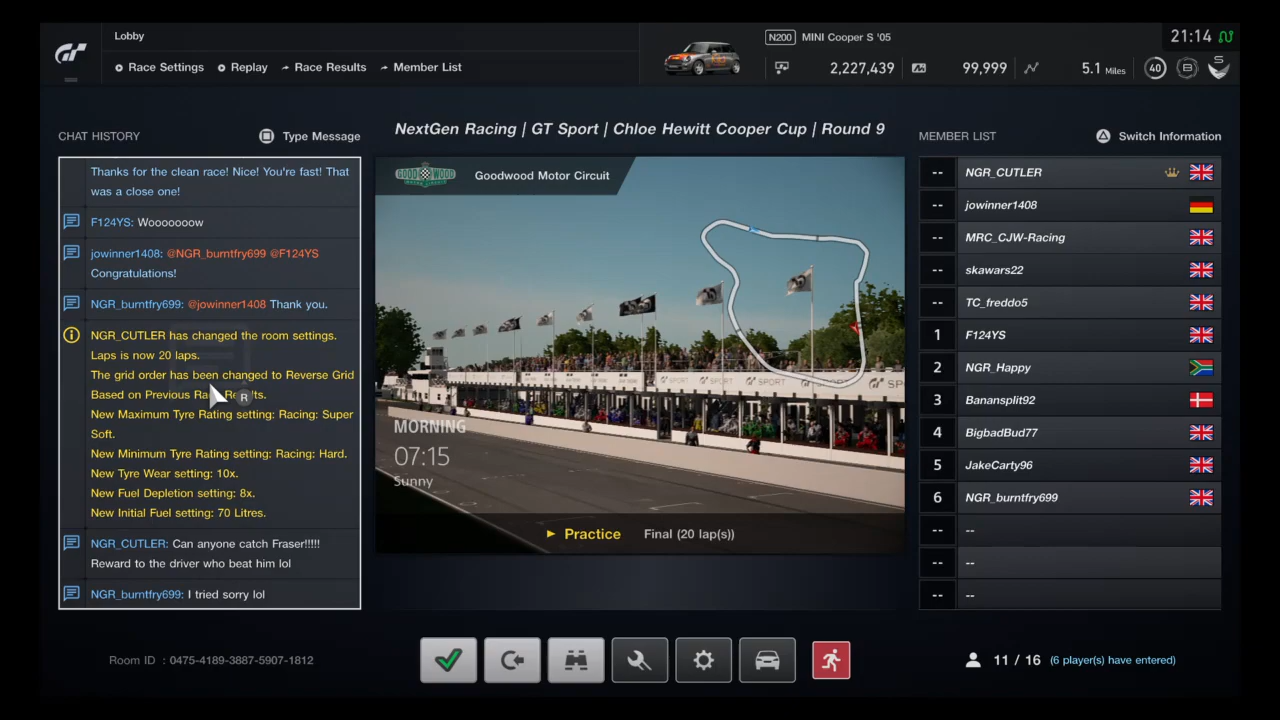 Lobby
Race Settings
Replay
Race Results
Member List
N200
MINI Cooper S '05
21:14
2,227,439
99,999
5.1 Miles
40
B
S
CHAT HISTORY
Type Message
NextGen Racing | GT Sport | Chloe Hewitt Cooper Cup | Round 9
MEMBER LIST
Switch Information
Thanks for the clean race! Nice! You're fast! That
was a close one!
F124YS: Wooooooow
jowinner1408: @NGR_burntfry699 @F124YS
Congratulations!
NGR_burntfry699: @jowinner1408 Thank you.
NGR_CUTLER has changed the room settings.
Laps is now 20 laps.
The grid order has been changed to Reverse Grid
Based on Previous
R
New Maximum Tyre Rating setting: Racing: Super
Soft.
New Minimum Tyre Rating setting: Racing: Hard.
New Tyre Wear setting: 10x.
New Fuel Depletion setting: 8x.
New Initial Fuel setting: 70 Litres.
NGR_CUTLER: Can anyone catch Fraser!!!!!
Reward to the driver who beat him lol
NGR_burntfry699: I tried sorry lol
GOODWOOD
Goodwood Motor Circuit
SPORT
MORNING
07:15
Sunny
Practice
Final (20 lap(s))
-- NGR_CUTLER
-- jowinner1408
-- MRC_CJW-Racing
-- skawars22
-- TC_freddo5
1 F124YS
2 NGR_Happy
3 Banansplit92
4 BigbadBud77
5 JakeCarty96
6 NGR_burntfry699
-- --
-- --
-- --
Room ID : 0475-4189-3887-5907-1812
11 / 16 (6 player(s) have entered)